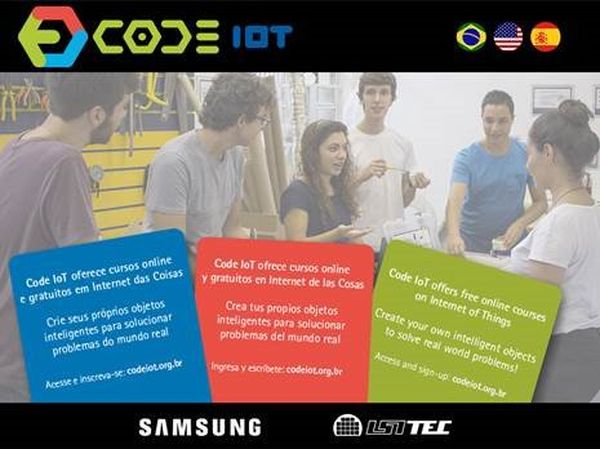 CODE IOT
Code IoT oferece cursos online
e gratuitos em Internet das Coisas
Crie seus próprios objetos
inteligentes para solucionar
problemas do mundo real
Acesse e inscreva-se: codeiot.org.br
Code IoT ofrece cursos online
y gratuitos en Internet de las Cosas
Crea tus propios objetos
inteligentes para solucionar
problemas del mundo real
Ingresa y escríbete: codeiot.org.br
Code IoT offers free online courses
on Internet of Things
Create your own intelligent objects
to solve real world problems!
Access and sign-up: codeiot.org.br
SAMSUNG
LSITEC